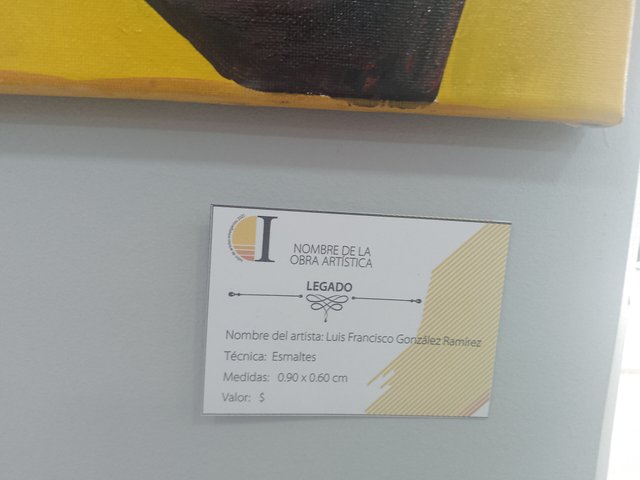 I
NOMBRE DE LA
OBRA ARTÍSTICA
LEGADO
Nombre del artista: Luis Francisco González Ramírez
Técnica: Esmaltes
Medidas: 0.90 x 0.60 cm
Valor: $